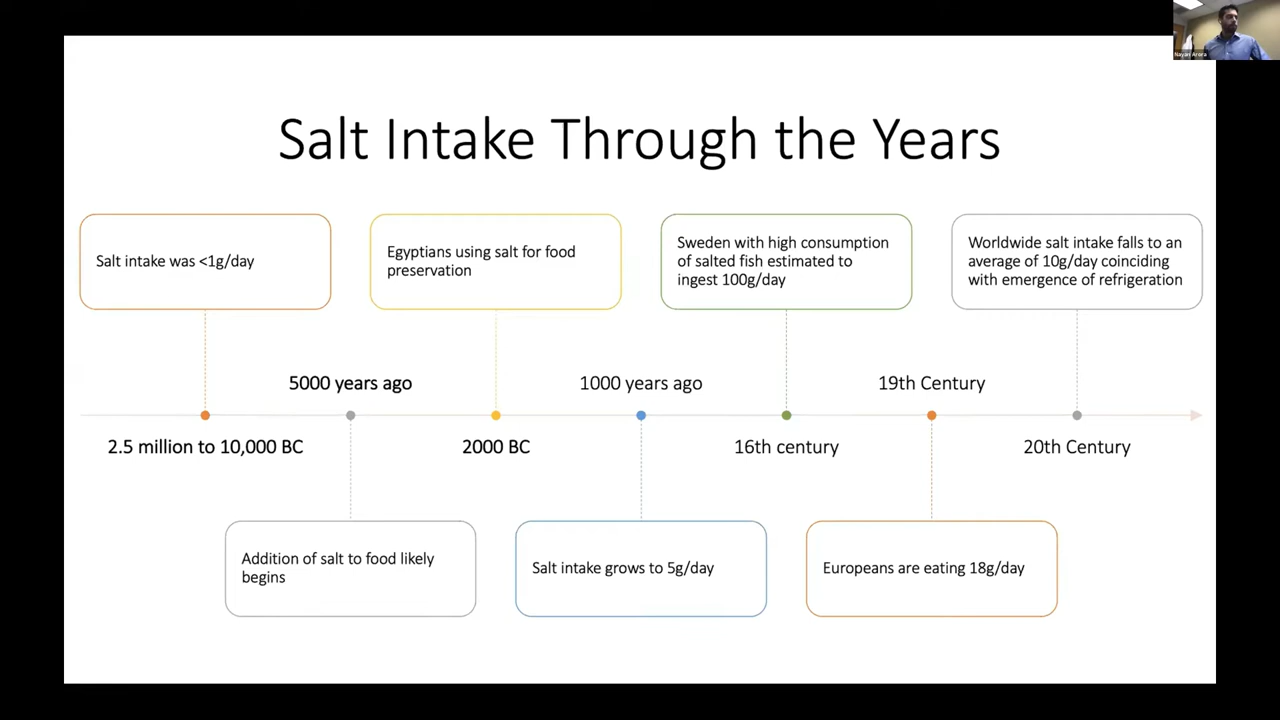 Nayan Arora
Salt Intake Through the Years
Salt intake was <1g/day
Egyptians using salt for food
preservation
Sweden with high consumption
of salted fish estimated to
ingest 100g/day
Worldwide salt intake falls to an
average of 10g/day coinciding
with emergence of refrigeration
5000 years ago
1000 years ago
19th Century
2.5 million to 10,000 BC
2000 BC
16th century
20th Century
Addition of salt to food likely
begins
Salt intake grows to 5g/day
Europeans are eating 18g/day